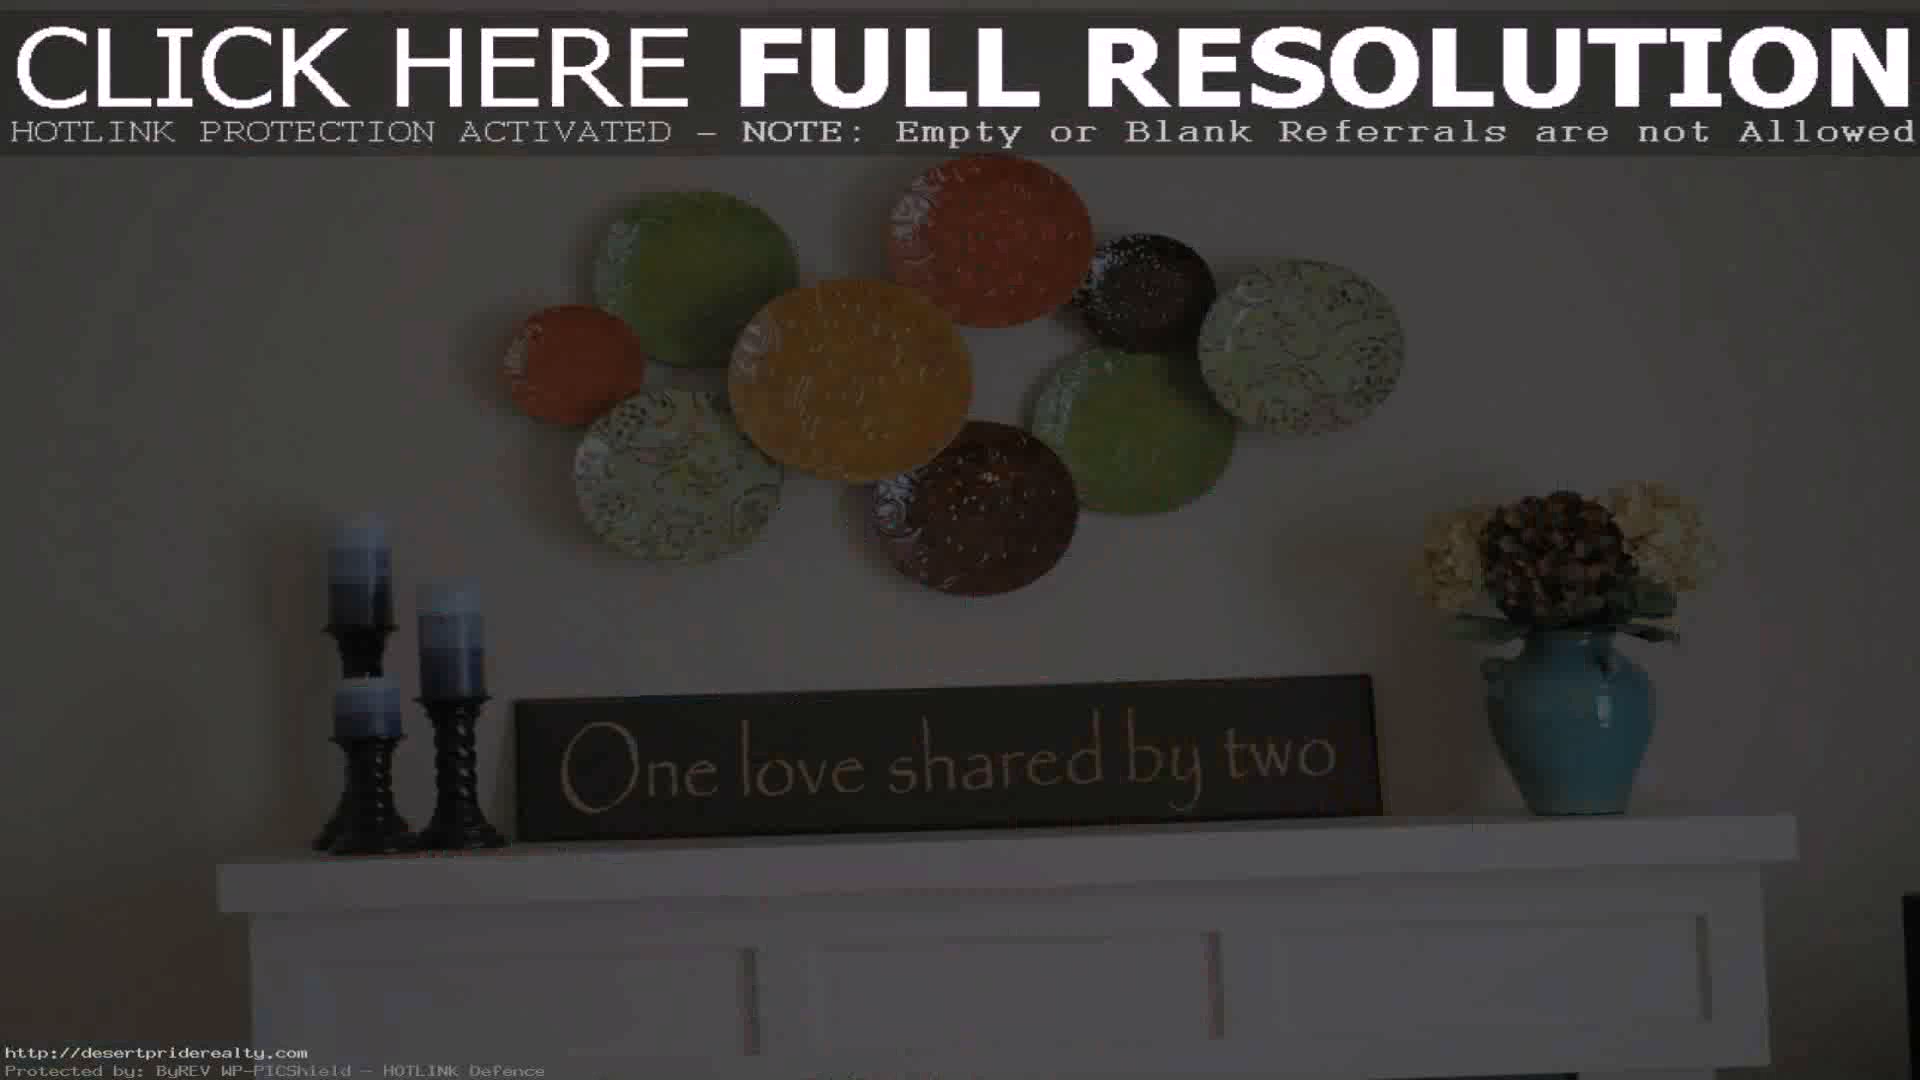 CLICK HERE FULL RESOLUTION
HOTLINK PROTECTION ACTIVATED – NOTE: Empty or Blank Referrals are not Allowed
One love shared by two
http://desertpriderealty.com
Protected by: ByREV WP-PICShield – HOTLINK Defence